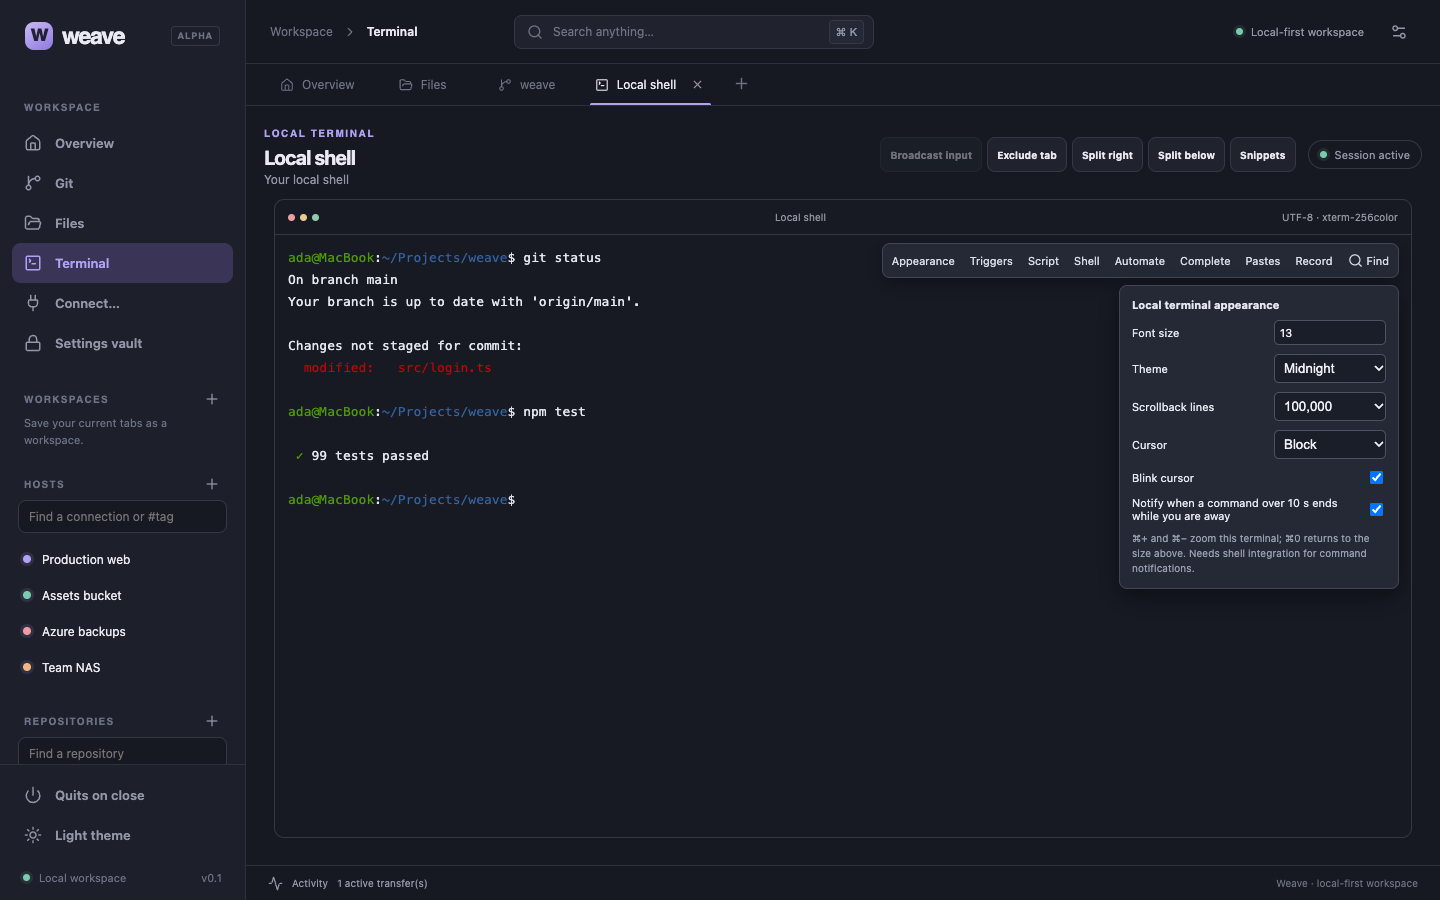 W weave ALPHA
Workspace > Terminal
Search anything... ⌘ K
Local-first workspace
Overview
Files
weave
Local shell ×
+
WORKSPACE
Overview
Git
Files
Terminal
Connect...
Settings vault
WORKSPACES +
Save your current tabs as a
workspace.
HOSTS +
Find a connection or #tag
Production web
Assets bucket
Azure backups
Team NAS
REPOSITORIES +
Find a repository
Quits on close
Light theme
Local workspace v0.1
LOCAL TERMINAL
Local shell
Your local shell
Broadcast input
Exclude tab
Split right
Split below
Snippets
Session active
Local shell
UTF-8 · xterm-256color
ada@MacBook:~/Projects/weave$ git status
On branch main
Your branch is up to date with 'origin/main'.
Changes not staged for commit:
modified: src/login.ts
ada@MacBook:~/Projects/weave$ npm test
✓ 99 tests passed
ada@MacBook:~/Projects/weave$
Appearance Triggers Script Shell Automate Complete Pastes Record Find
Local terminal appearance
Font size 13
Theme Midnight
Scrollback lines 100,000
Cursor Block
Blink cursor
Notify when a command over 10 s ends
while you are away
⌘+ and ⌘− zoom this terminal; ⌘0 returns to the
size above. Needs shell integration for command
notifications.
Activity 1 active transfer(s)
Weave · local-first workspace